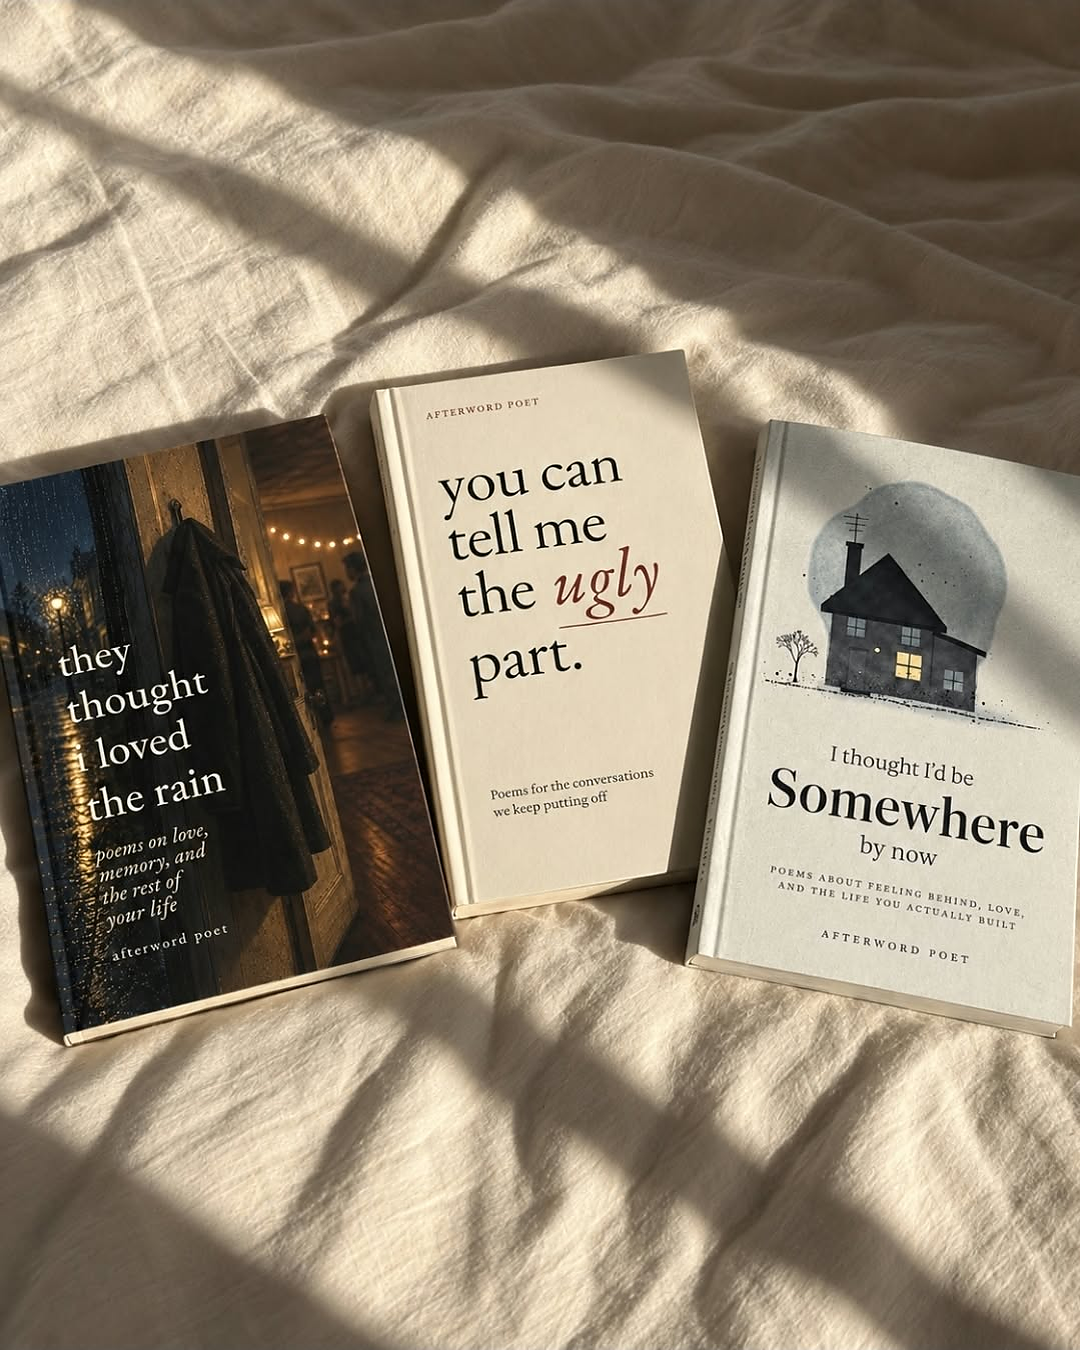 they
thought
i loved
the rain
poems on love,
memory, and
the rest of
your life
afterword poet
AFTERWORD POET
you can
tell me
the ugly
part.
Poems for the conversations
we keep putting off
I thought I'd be
Somewhere
by now
POEMS ABOUT FEELING BEHIND, LOVE,
AND THE LIFE YOU ACTUALLY BUILT
AFTERWORD POET